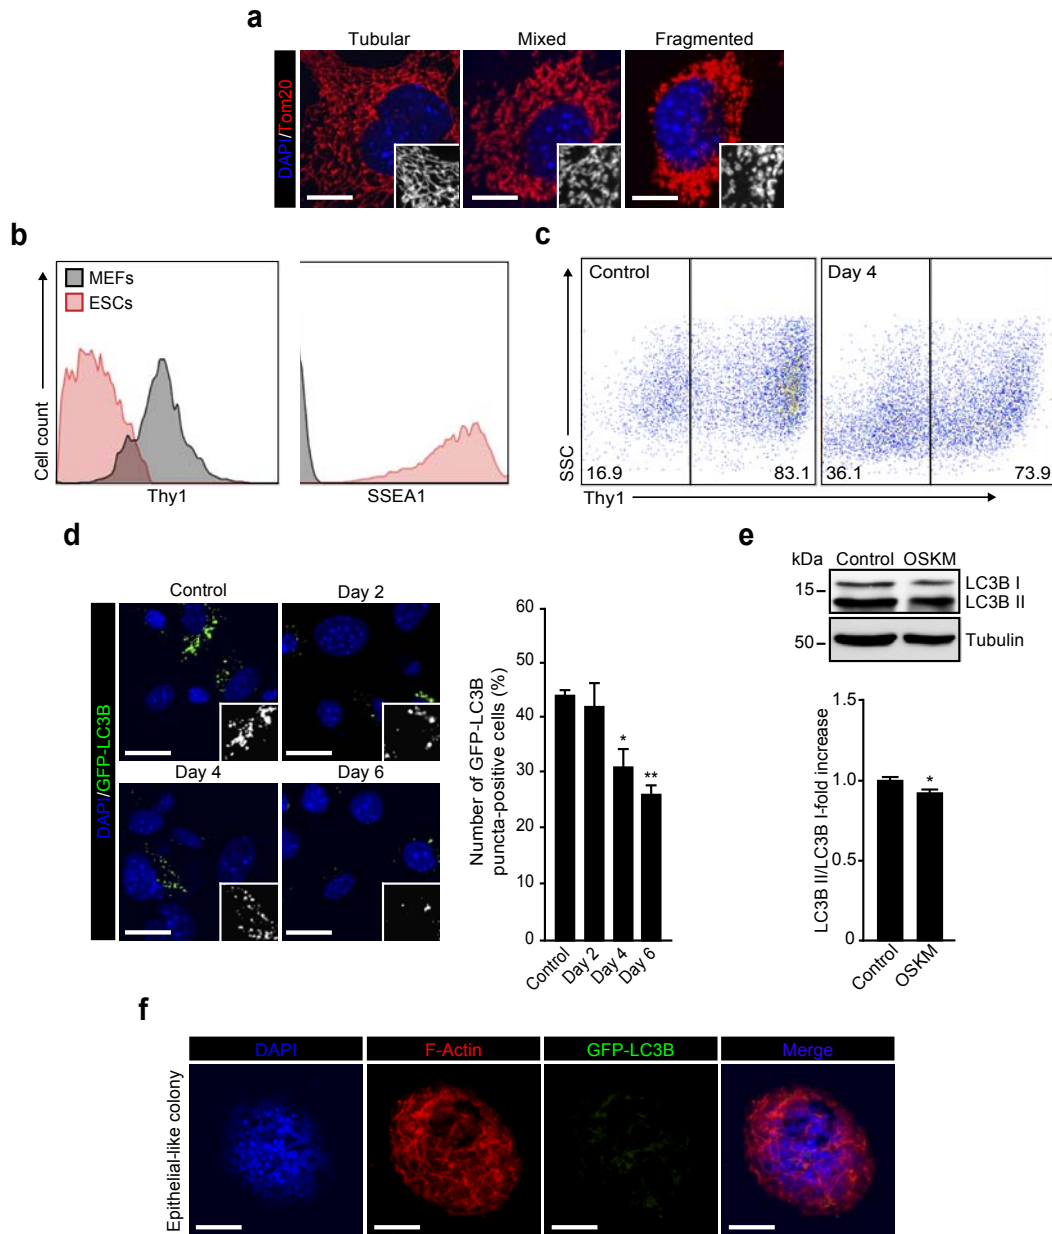 a
Tubular
Mixed
Fragmented
DAPI/Tom20
b
MEFs
ESCs
Cell count
Thy1
SSEA1
c
Control
Day 4
SSC
16.9
83.1
36.1
73.9
Thy1
d
Control
Day 2
Day 4
Day 6
DAPI/GFP-LC3B
Number of GFP-LC3B
puncta-positive cells (%)
60
50
40
30
20
10
0
*
**
Control
Day 2
Day 4
Day 6
e
kDa
Control
OSKM
15
LC3B I
LC3B II
50
Tubulin
LC3B II/LC3B I-fold increase
1.5
1.0
0.5
0
*
Control
OSKM
f
DAPI
F-Actin
GFP-LC3B
Merge
Epithelial-like colony